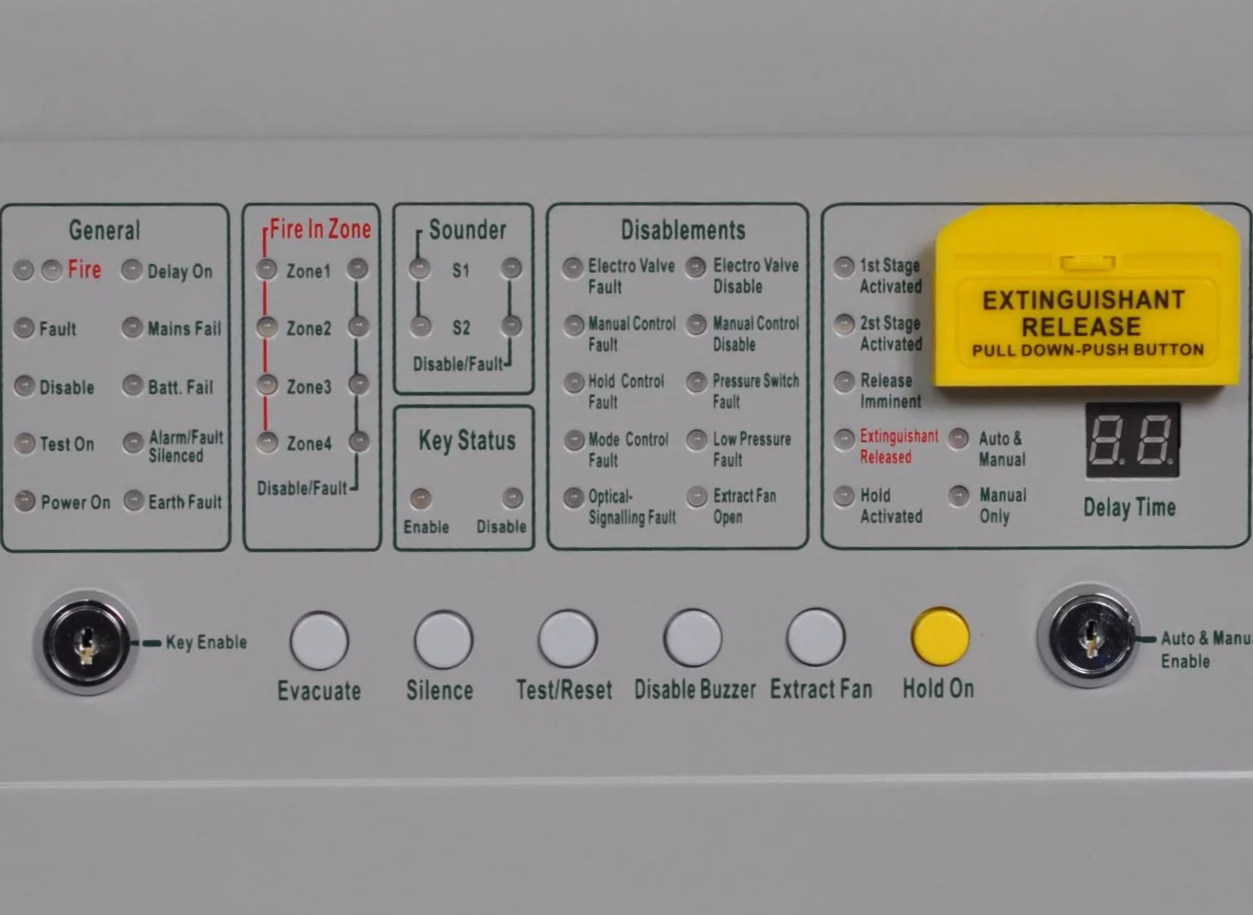 General
Fire
Delay On
Fault
Mains Fail
Disable
Batt. Fail
Test On
Alarm/Fault
Silenced
Power On
Earth Fault
Fire In Zone
Zone1
Zone2
Zone3
Zone4
Disable/Fault
Sounder
S1
S2
Disable/Fault
Key Status
Enable
Disable
Disablements
Electro Valve
Fault
Electro Valve
Disable
Manual Control
Fault
Manual Control
Disable
Hold Control
Fault
Pressure Switch
Fault
Mode Control
Fault
Low Pressure
Fault
Optical-
Signalling Fault
Extract Fan
Open
1st Stage
Activated
2st Stage
Activated
Release
Imminent
Extinguishant
Released
Auto &
Manual
Hold
Activated
Manual
Only
EXTINGUISHANT
RELEASE
PULL DOWN-PUSH BUTTON
Delay Time
Key Enable
Evacuate
Silence
Test/Reset
Disable Buzzer
Extract Fan
Hold On
Auto & Manu
Enable